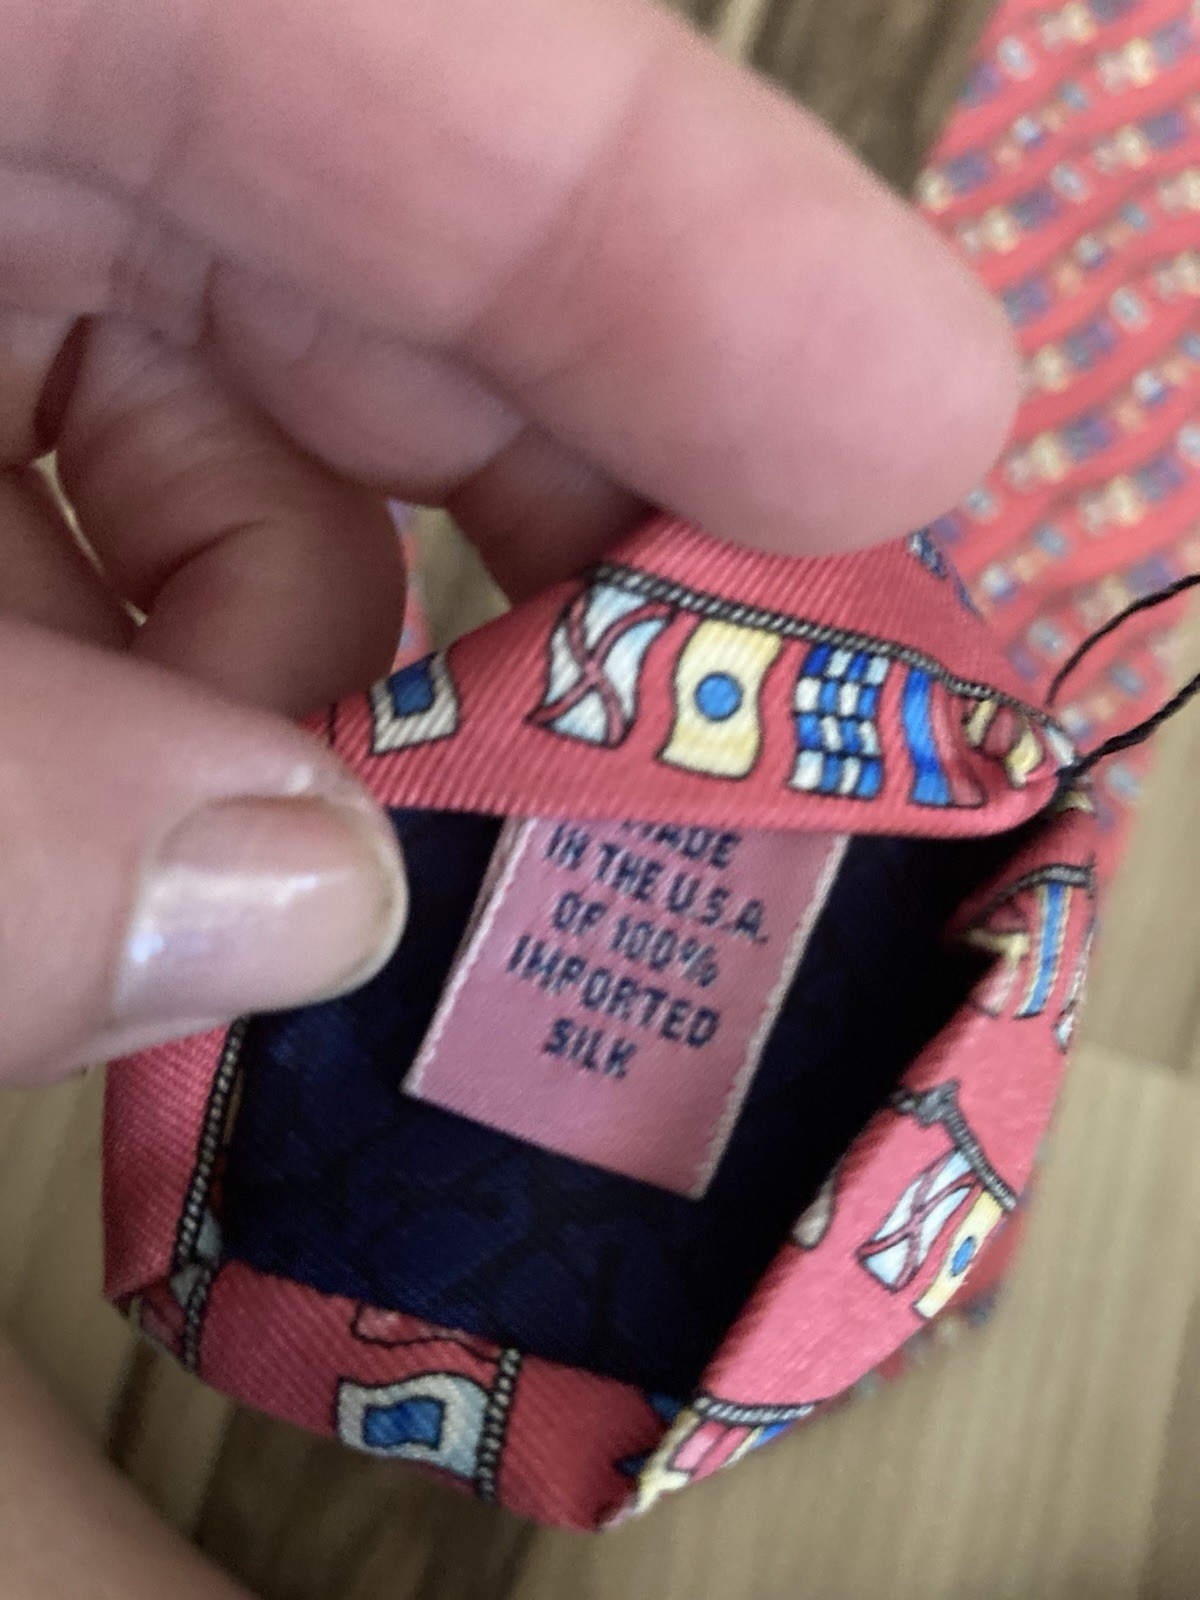 MADE
IN THE U.S.A.
OF 100%
IMPORTED
SILK